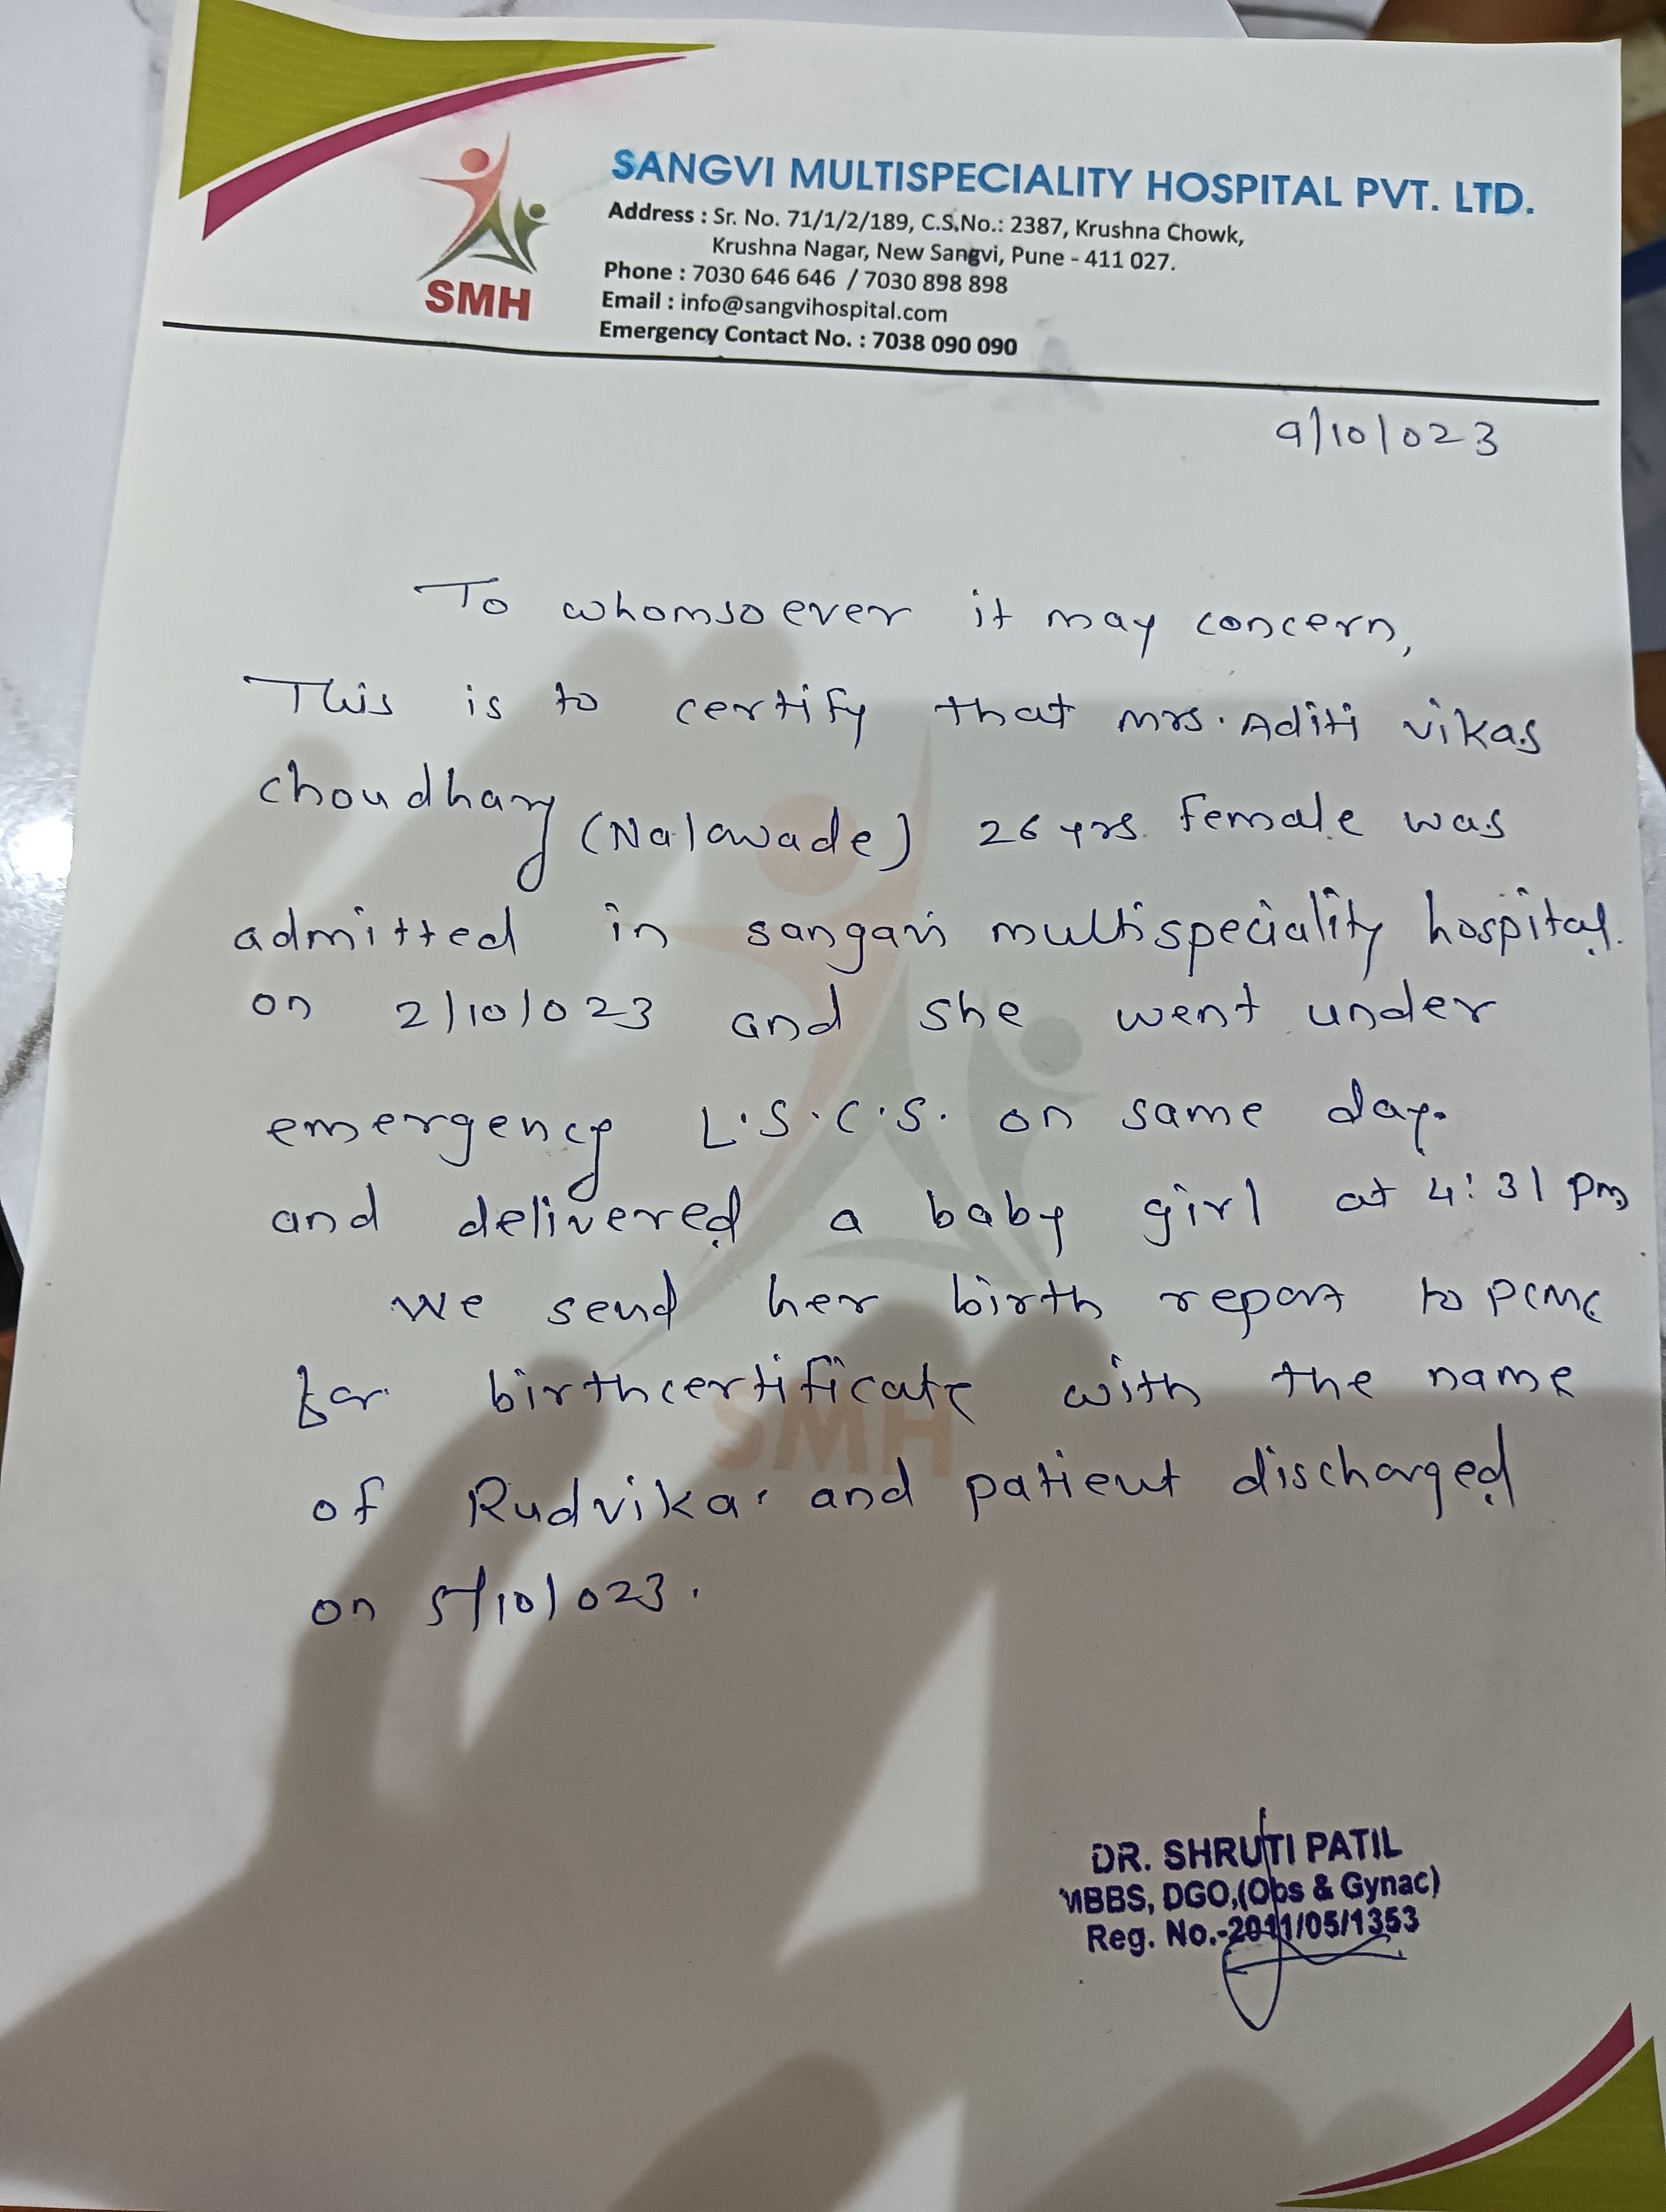 SANGVI MULTISPECIALITY HOSPITAL PVT. LTD.
Address : Sr. No. 71/1/2/189, C.S.No.: 2387, Krushna Chowk,
Krushna Nagar, New Sangvi, Pune - 411 027.
Phone : 7030 646 646 / 7030 898 898
Email : info@sangvihospital.com
Emergency Contact No. : 7038 090 090
SMH
9/10/023
To whomsoever it may concern,
This is to certify that Mrs. Aditi vikas
choudhary (Nalawade) 26 yrs. female was
admitted in sangavi multispeciality hospital.
on 2/10/023 and she went under
emergency L.S.C.S. on same day.
and delivered a baby girl at 4:31 pm
We send her birth report to PCMC
for birthcertificate with the name
of Rudvika. and patient discharged
on 5/10/023.
SMH
DR. SHRUTI PATIL
MBBS, DGO,(Obs & Gynac)
Reg. No.-2011/05/1353